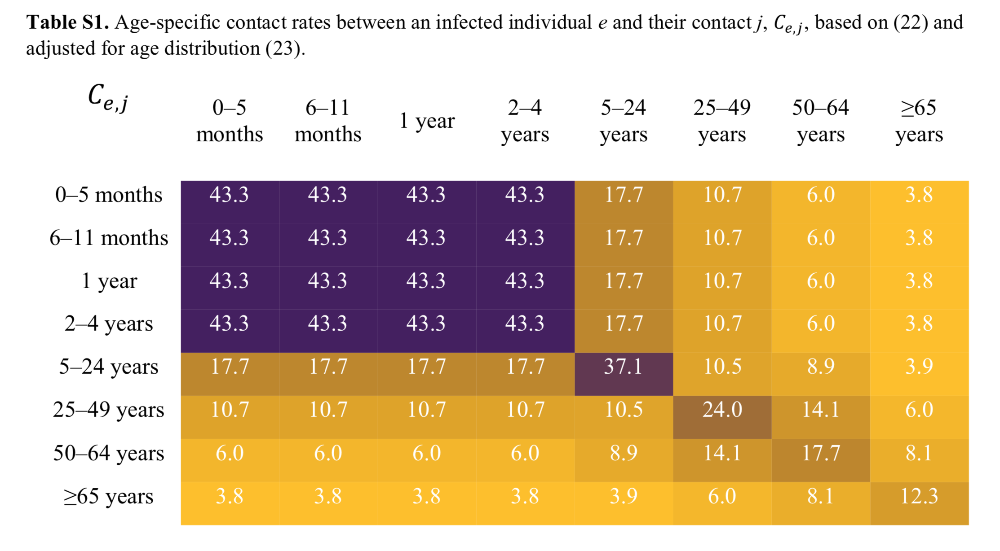 Table S1. Age-specific contact rates between an infected individual e and their contact j, C_{e,j}, based on (22) and
adjusted for age distribution (23).
C_{e,j} 0–5 months 6–11 months 1 year 2–4 years 5–24 years 25–49 years 50–64 years ≥65 years
0–5 months 43.3 43.3 43.3 43.3 17.7 10.7 6.0 3.8
6–11 months 43.3 43.3 43.3 43.3 17.7 10.7 6.0 3.8
1 year 43.3 43.3 43.3 43.3 17.7 10.7 6.0 3.8
2–4 years 43.3 43.3 43.3 43.3 17.7 10.7 6.0 3.8
5–24 years 17.7 17.7 17.7 17.7 37.1 10.5 8.9 3.9
25–49 years 10.7 10.7 10.7 10.7 10.5 24.0 14.1 6.0
50–64 years 6.0 6.0 6.0 6.0 8.9 14.1 17.7 8.1
≥65 years 3.8 3.8 3.8 3.8 3.9 6.0 8.1 12.3